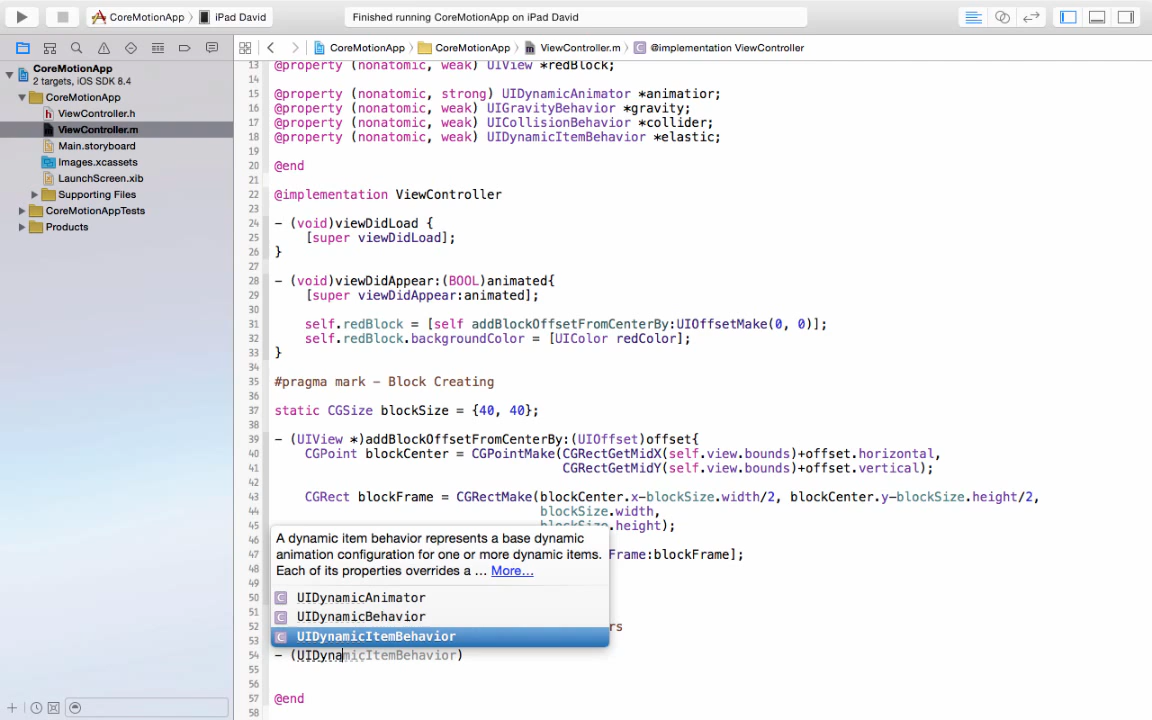 CoreMotionApp iPad David
Finished running CoreMotionApp on iPad David
CoreMotionApp CoreMotionApp ViewController.m @implementation ViewController
CoreMotionApp
2 targets, iOS SDK 8.4
CoreMotionApp
ViewController.h
ViewController.m
Main.storyboard
Images.xcassets
LaunchScreen.xib
Supporting Files
CoreMotionAppTests
Products
13 @property (nonatomic, weak) UIView *redBlock;
14
15 @property (nonatomic, strong) UIDynamicAnimator *animatior;
16 @property (nonatomic, weak) UIGravityBehavior *gravity;
17 @property (nonatomic, weak) UICollisionBehavior *collider;
18 @property (nonatomic, weak) UIDynamicItemBehavior *elastic;
19
20 @end
21
22 @implementation ViewController
23
24 - (void)viewDidLoad {
25 [super viewDidLoad];
26 }
27
28 - (void)viewDidAppear:(BOOL)animated{
29 [super viewDidAppear:animated];
30
31 self.redBlock = [self addBlockOffsetFromCenterBy:UIOffsetMake(0, 0)];
32 self.redBlock.backgroundColor = [UIColor redColor];
33 }
34
35 #pragma mark - Block Creating
36
37 static CGSize blockSize = {40, 40};
38
39 - (UIView *)addBlockOffsetFromCenterBy:(UIOffset)offset{
40 CGPoint blockCenter = CGPointMake(CGRectGetMidX(self.view.bounds)+offset.horizontal,
41 CGRectGetMidY(self.view.bounds)+offset.vertical);
42
43 CGRect blockFrame = CGRectMake(blockCenter.x-blockSize.width/2, blockCenter.y-blockSize.height/2,
44 blockSize.width,
45 blockSize.height);
46
47 Frame:blockFrame];
48
49
50
51
52 rs
53
54 - (UIDynamicItemBehavior)
55
57 @end
58
A dynamic item behavior represents a base dynamic
animation configuration for one or more dynamic items.
Each of its properties overrides a ... More...
UIDynamicAnimator
UIDynamicBehavior
UIDynamicItemBehavior